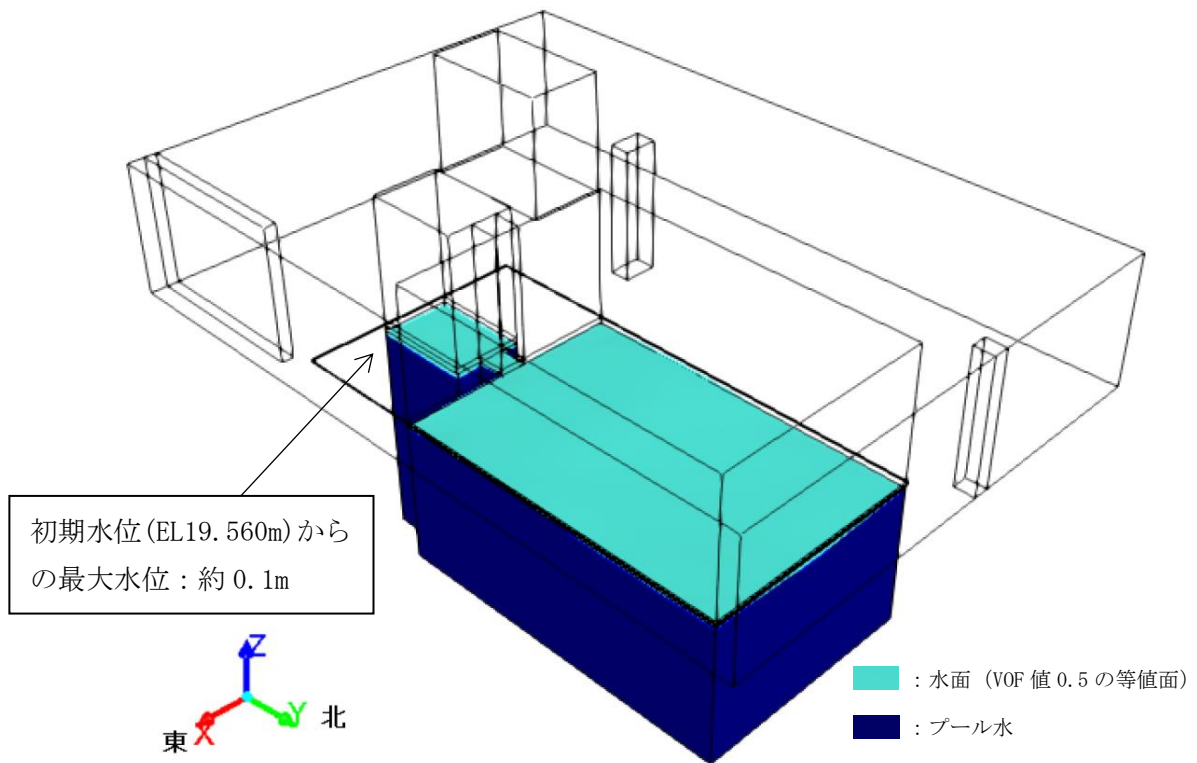 初期水位(EL19.560m)から
の最大水位：約 0.1m
Z
Y
X
北
東
：水面（VOF 値 0.5 の等値面）
：プール水